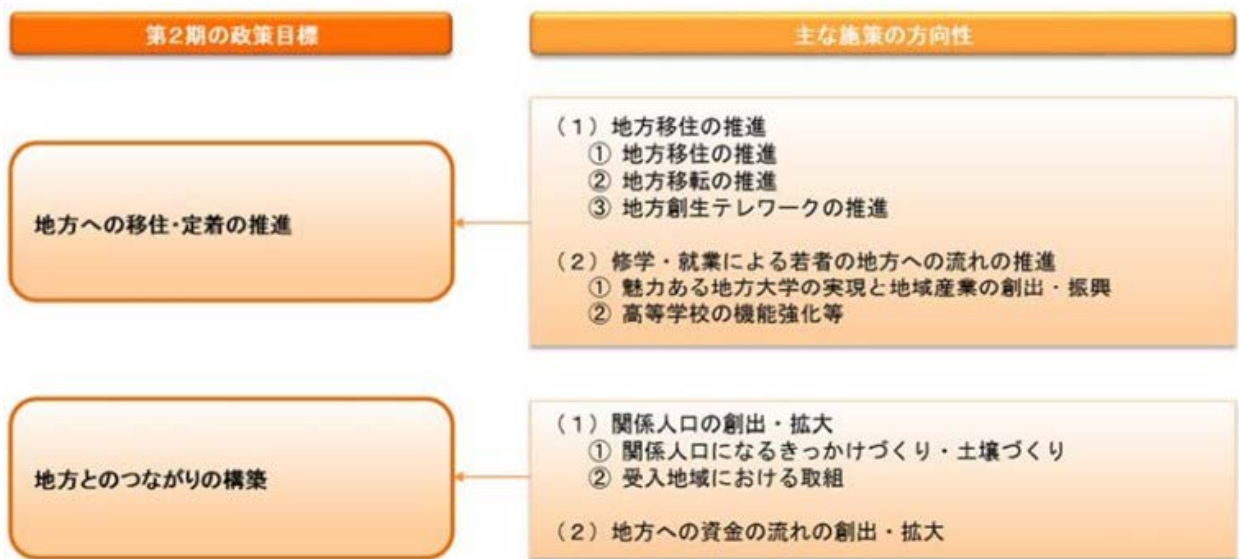 第2期の政策目標
主な施策の方向性
地方への移住・定着の推進
（１）地方移住の推進
① 地方移住の推進
② 地方移転の推進
③ 地方創生テレワークの推進
（２）修学・就業による若者の地方への流れの推進
① 魅力ある地方大学の実現と地域産業の創出・振興
② 高等学校の機能強化等
地方とのつながりの構築
（１）関係人口の創出・拡大
① 関係人口になるきっかけづくり・土壌づくり
② 受入地域における取組
（２）地方への資金の流れの創出・拡大